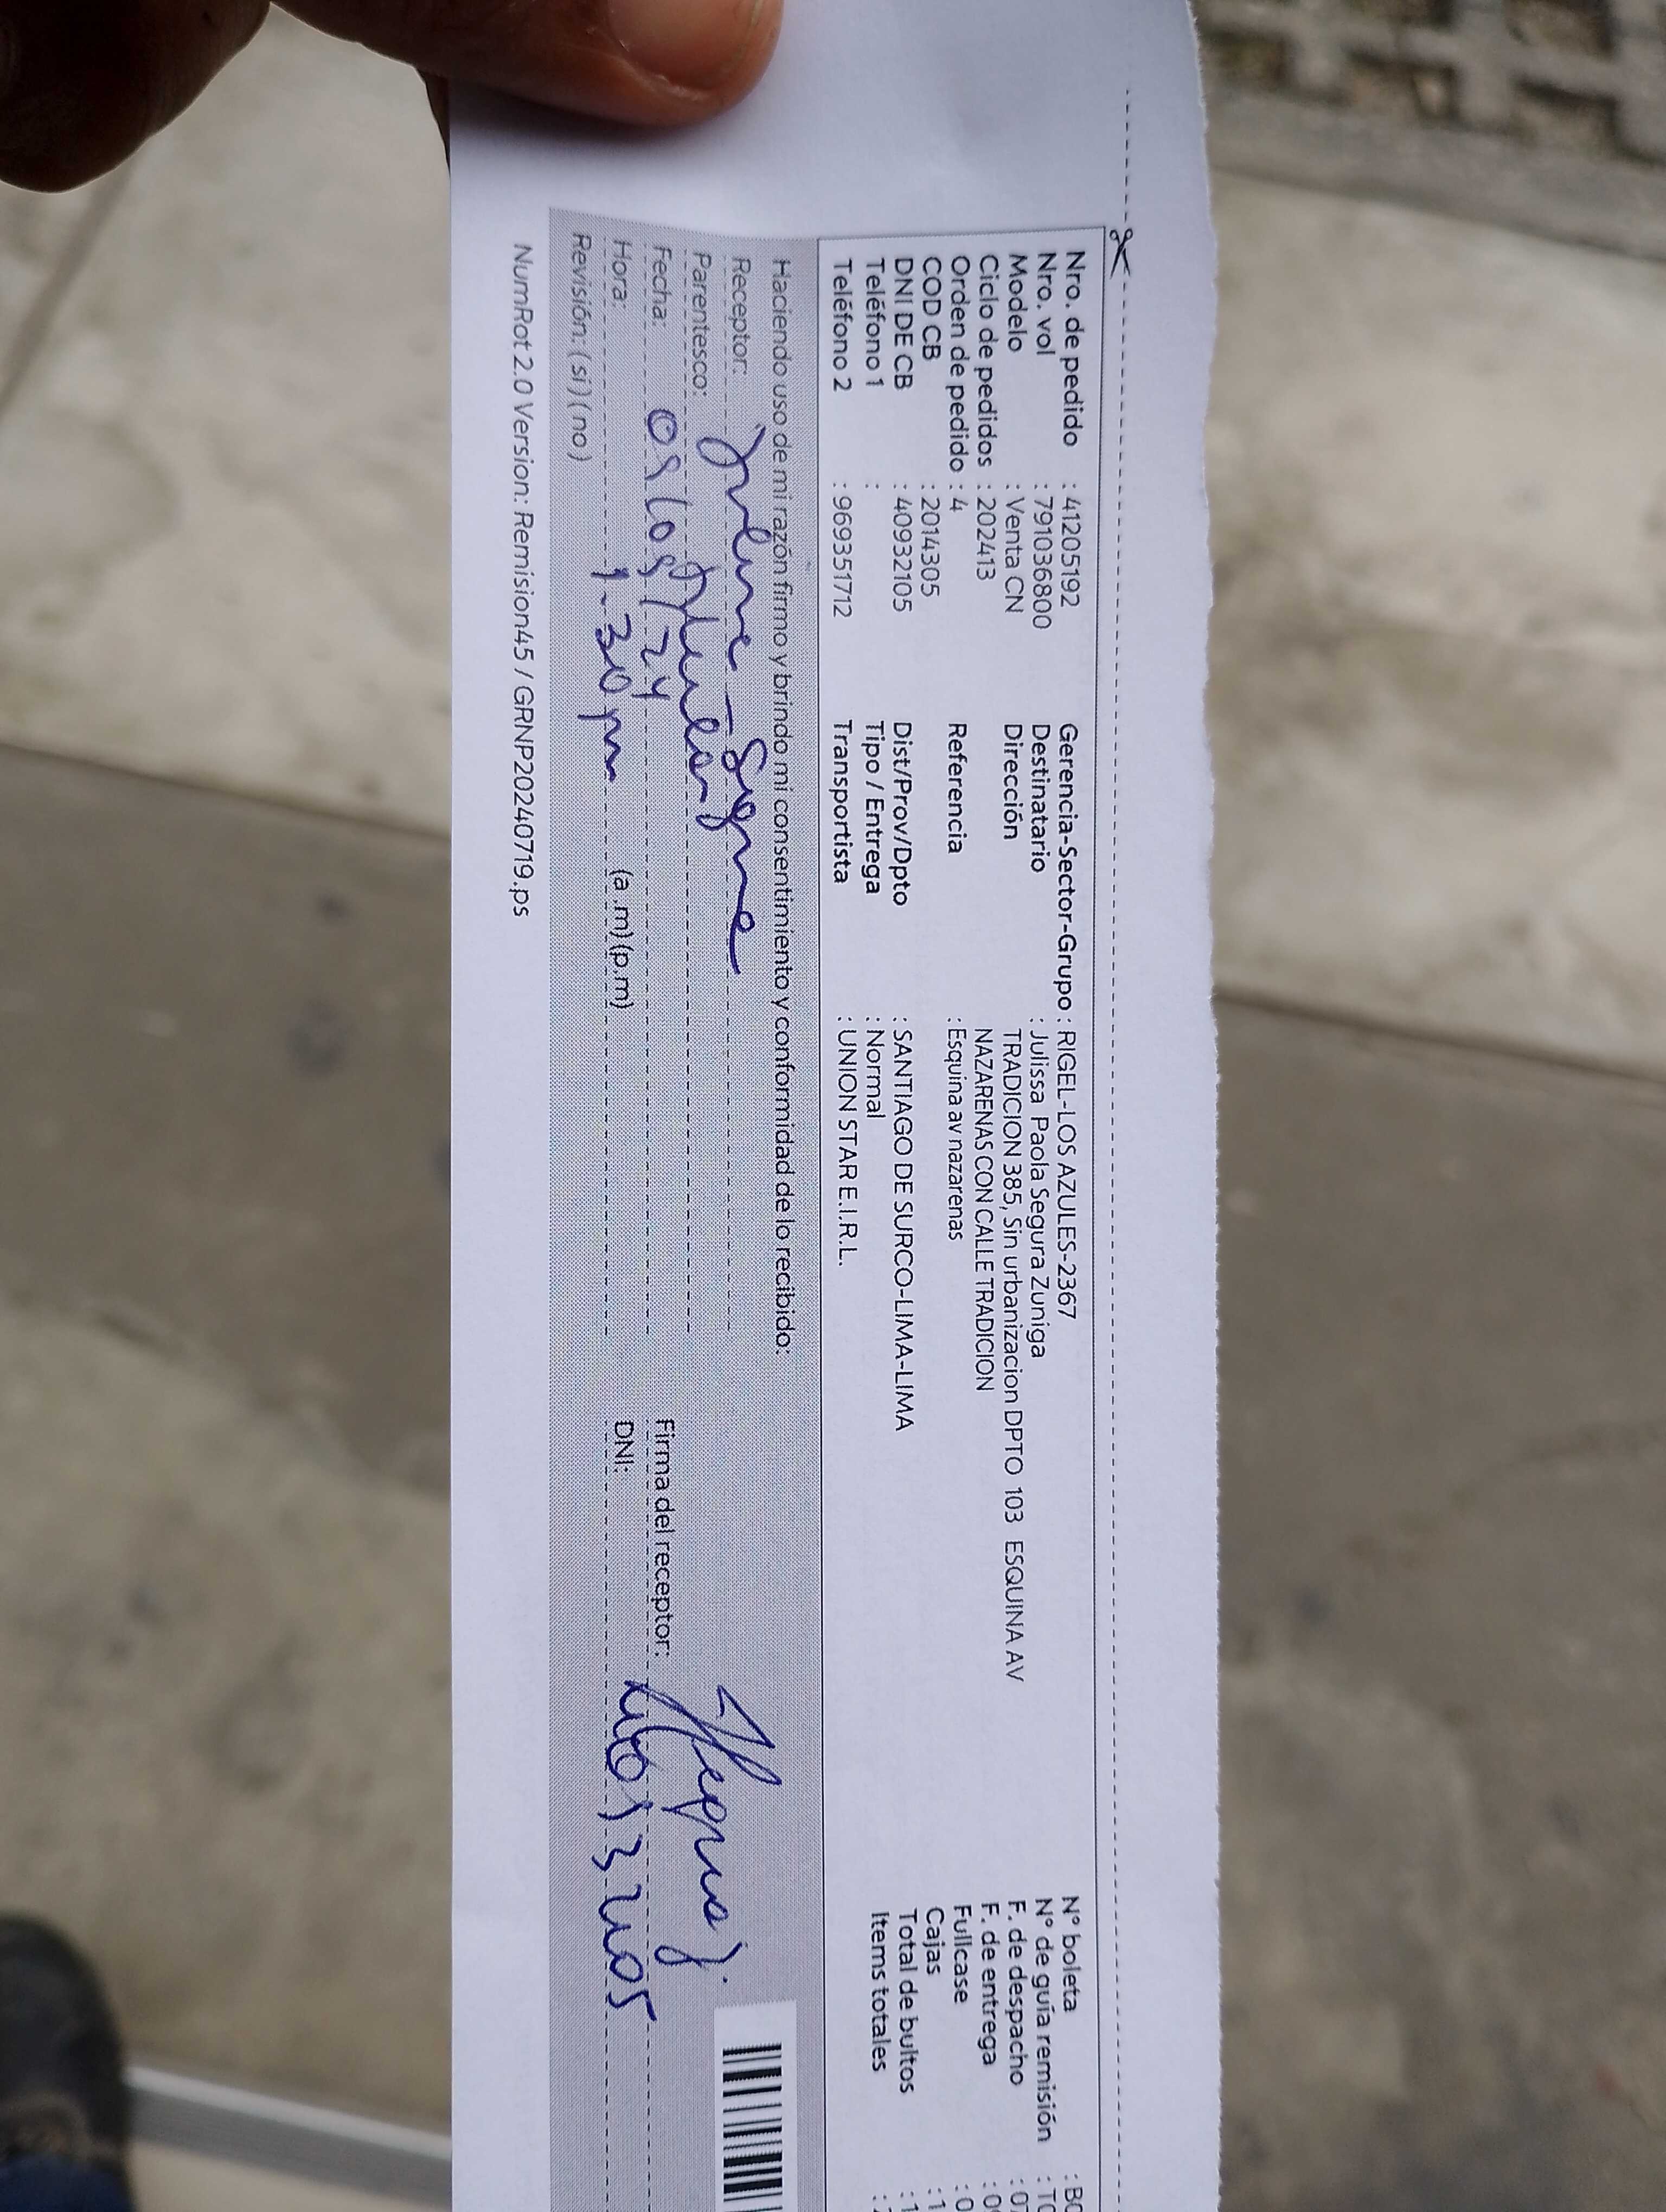 Nro. de pedido : 41205192
Nro. vol : 791036800
Modelo : Venta CN
Ciclo de pedidos : 202413
Orden de pedido : 4
COD CB : 2014305
DNI DE CB : 40932105
Teléfono 1 :
Teléfono 2 : 969351712
Gerencia-Sector-Grupo : RIGEL-LOS AZULES-2367
Destinatario : Julissa Paola Segura Zuniga
Dirección TRADICION 385, Sin urbanizacion DPTO 103 ESQUINA AV
NAZARENAS CON CALLE TRADICION
Referencia : Esquina av nazarenas
Dist/Prov/Dpto : SANTIAGO DE SURCO-LIMA-LIMA
Tipo / Entrega : Normal
Transportista : UNION STAR E.I.R.L.
N° boleta : B
N° de guía remisión : T
F. de despacho : 0
F. de entrega : 0
Fullcase : 0
Cajas : 1
Total de bultos : 1
Items totales :
Haciendo uso de mi razón firmo y brindo mi consentimiento y conformidad de lo recibido:
Receptor:
Parentesco:
Fecha: /24
Hora: 1.30 pm (a.m) (p.m)
Revisión: (si) (no)
Firma del receptor:
DNI:
NumRot 2.0 Version: Remision45 / GRNP20240719.ps